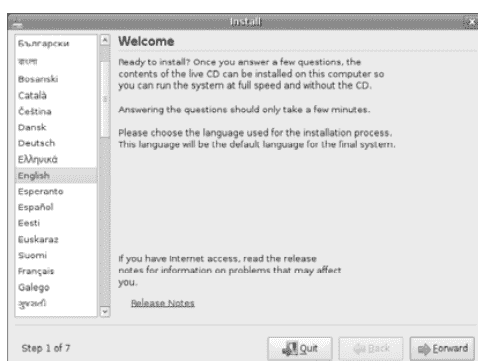 Install
Български
বাংলা
Bosanski
Català
Čeština
Dansk
Deutsch
Ελληνικά
English
Esperanto
Español
Eesti
Euskaraz
Suomi
Français
Galego
ગુજરાતી
Welcome
Ready to install? Once you answer a few questions, the
contents of the live CD can be installed on this computer so
you can run the system at full speed and without the CD.
Answering the questions should only take a few minutes.
Please choose the language used for the installation process.
This language will be the default language for the final system.
If you have Internet access, read the release
notes for information on problems that may affect
you.
Release Notes
Step 1 of 7
Quit
Back
Forward